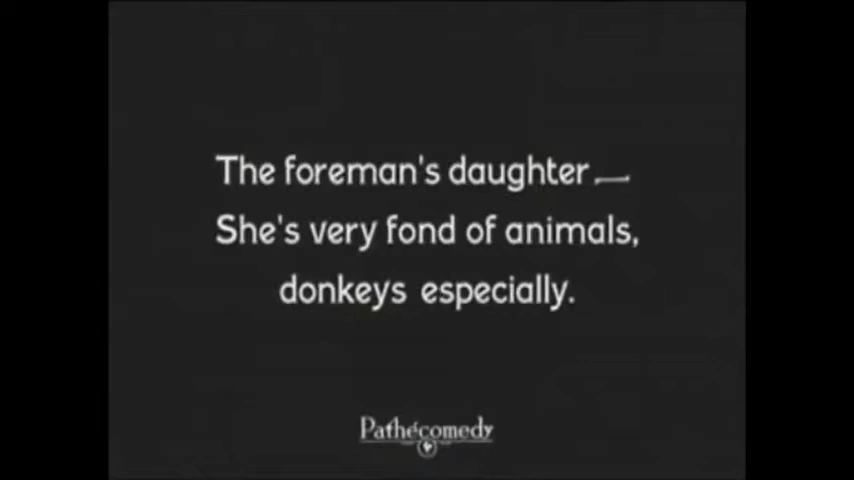 The foreman's daughter —
She's very fond of animals,
donkeys especially.
Pathécomedy